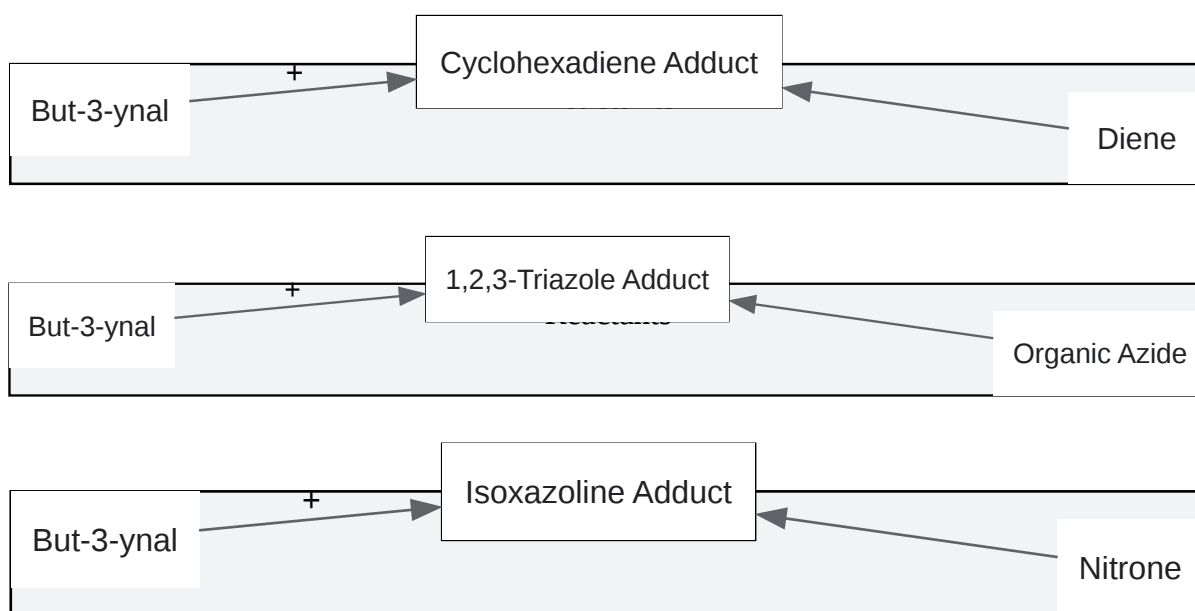 Cyclohexadiene Adduct
+
But-3-ynal
Diene
1,2,3-Triazole Adduct
+
But-3-ynal
Organic Azide
Isoxazoline Adduct
+
But-3-ynal
Nitrone